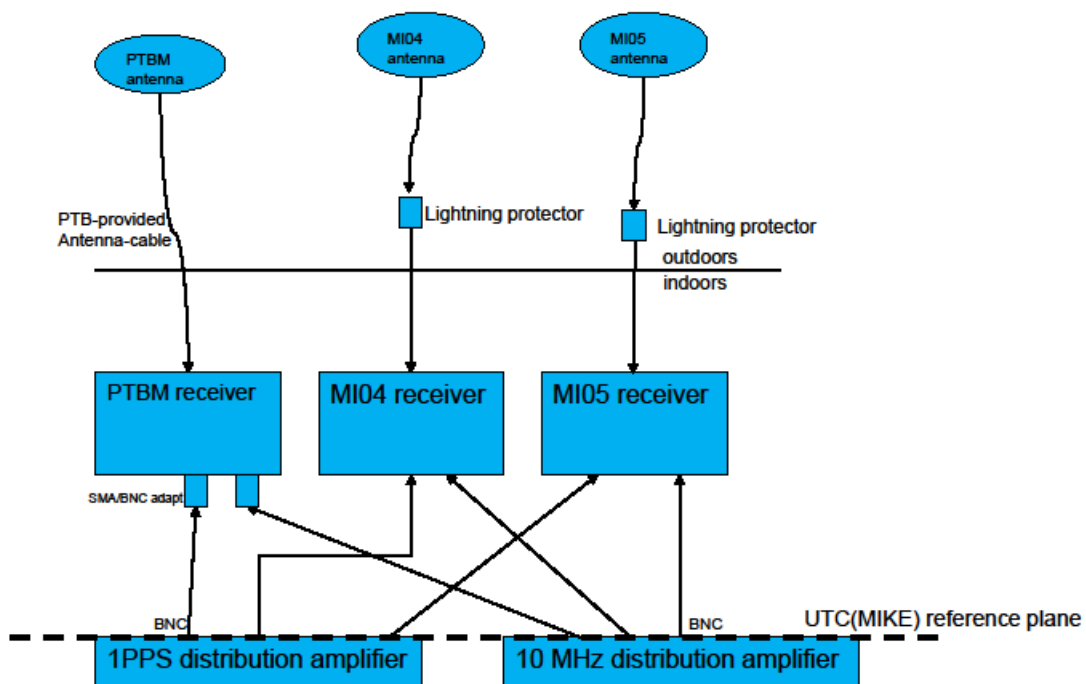 PTBM
antenna
MI04
antenna
MI05
antenna
PTB-provided
Antenna-cable
Lightning protector
Lightning protector
outdoors
indoors
PTBM receiver
MI04 receiver
MI05 receiver
SMA/BNC adapt
BNC
BNC
UTC(MIKE) reference plane
1PPS distribution amplifier
10 MHz distribution amplifier